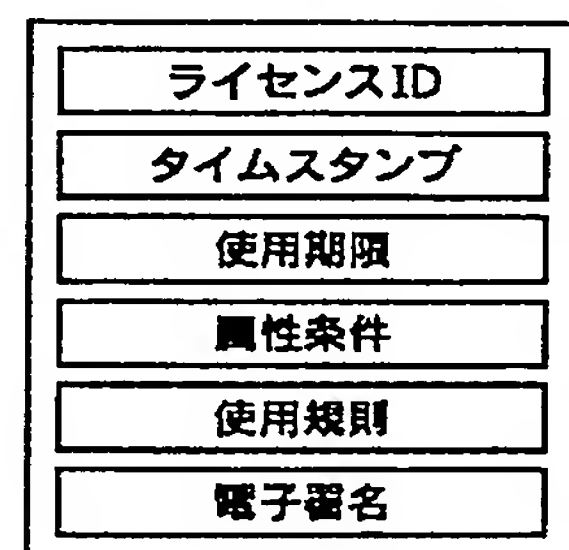 ライセンスID
タイムスタンプ
使用期限
属性条件
使用規則
電子署名